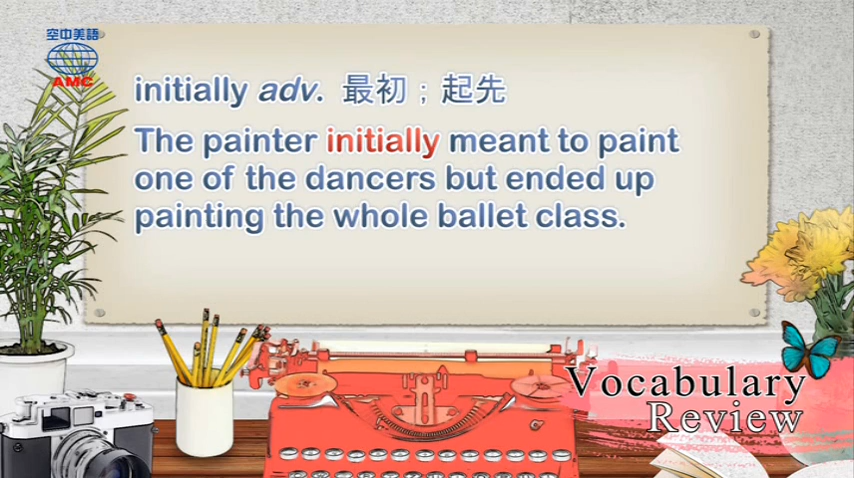 空中美語
AMC
initially adv. 最初；起先
The painter initially meant to paint
one of the dancers but ended up
painting the whole ballet class.
Vocabulary
Review